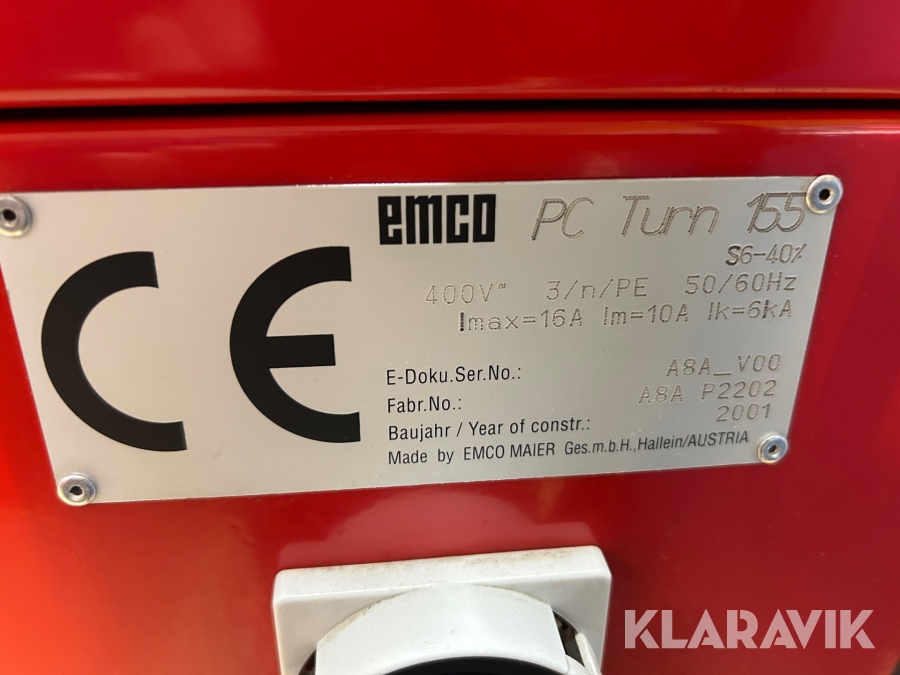 CE
emco PC Turn 155
S6-40%
400V~ 3/n/PE 50/60Hz
Imax=16A Im=10A Ik=6kA
E-Doku.Ser.No.: A8A_V00
Fabr.No.: A8A P2202
Baujahr / Year of constr.: 2001
Made by EMCO MAIER Ges.m.b.H., Hallein/AUSTRIA
KLARAVIK